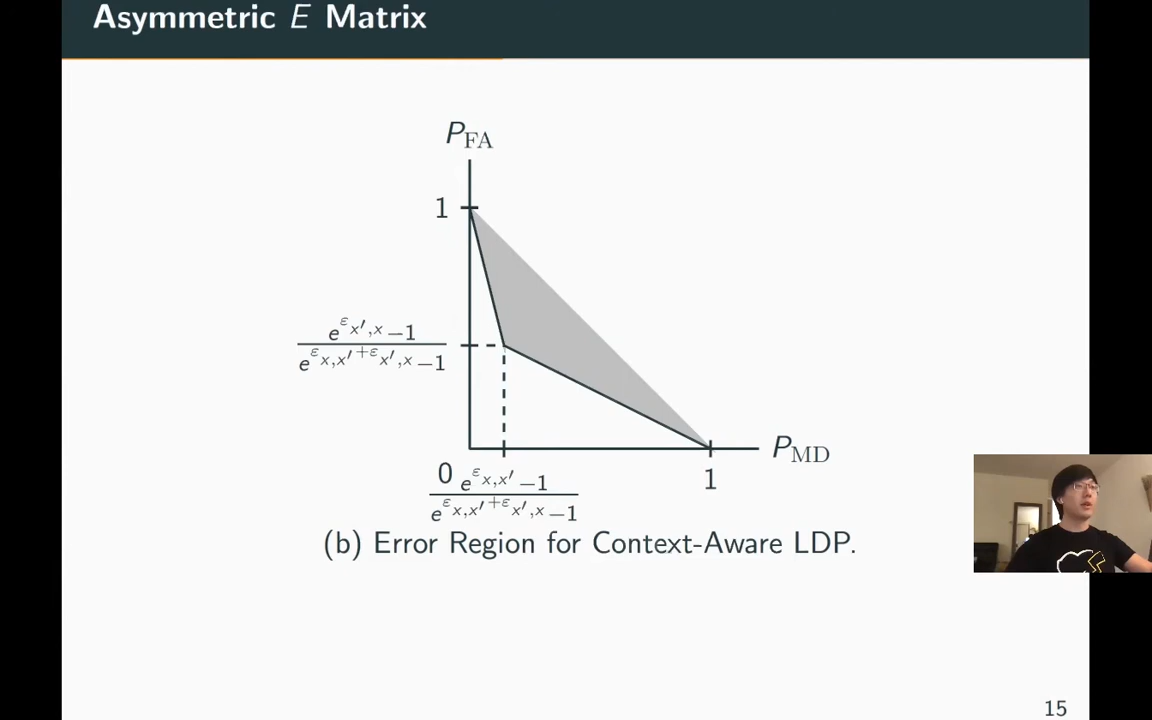 Asymmetric E Matrix
P_FA
1
e^{ε_{x′,x}} −1
e^{ε_{x,x′}+ε_{x′,x}} −1
P_MD
0
e^{ε_{x,x′}} −1
e^{ε_{x,x′}+ε_{x′,x}} −1
1
(b) Error Region for Context-Aware LDP.
15